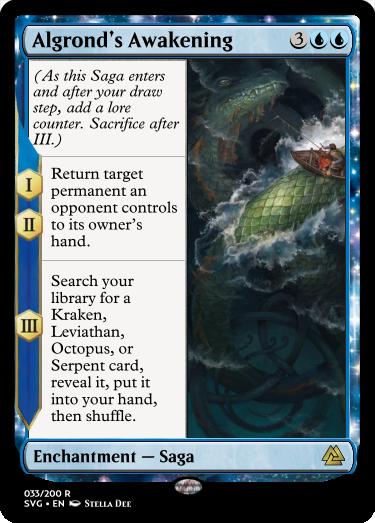 Algrond's Awakening 3
(As this Saga enters
and after your draw
step, add a lore
counter. Sacrifice after
III.)
I
Return target
permanent an
opponent controls
to its owner's
hand.
II
III
Search your
library for a
Kraken,
Leviathan,
Octopus, or
Serpent card,
reveal it, put it
into your hand,
then shuffle.
Enchantment — Saga
033/200 R
SVG • EN Stella Dee